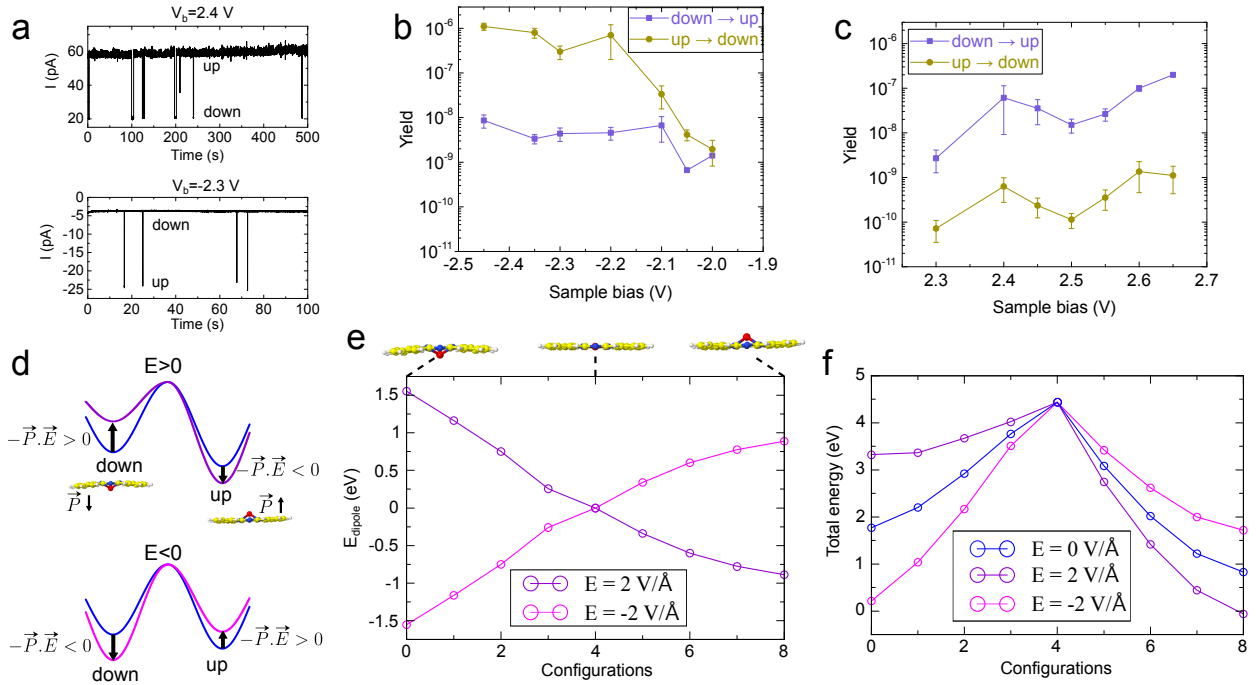 a
V_b=2.4 V
I (pA)
60
40
20
up
down
0 100 200 300 400 500
Time (s)
V_b=-2.3 V
I (pA)
0
-5
-10
-15
-20
-25
down
up
0 20 40 60 80 100
Time (s)
b
Yield
10^-6
10^-7
10^-8
10^-9
10^-10
10^-11
down → up
up → down
-2.5 -2.4 -2.3 -2.2 -2.1 -2.0 -1.9
Sample bias (V)
c
Yield
10^-6
10^-7
10^-8
10^-9
10^-10
10^-11
down → up
up → down
2.3 2.4 2.5 2.6 2.7
Sample bias (V)
d
E>0
−P⃗.E⃗ > 0
down
P⃗
−P⃗.E⃗ < 0
up
P⃗
E<0
−P⃗.E⃗ < 0
down
−P⃗.E⃗ > 0
up
e
E_dipole (eV)
1.5
1
0.5
0
-0.5
-1
-1.5
E = 2 V/Å
E = -2 V/Å
0 2 4 6 8
Configurations
f
Total energy (eV)
5
4
3
2
1
0
E = 0 V/Å
E = 2 V/Å
E = -2 V/Å
0 2 4 6 8
Configurations